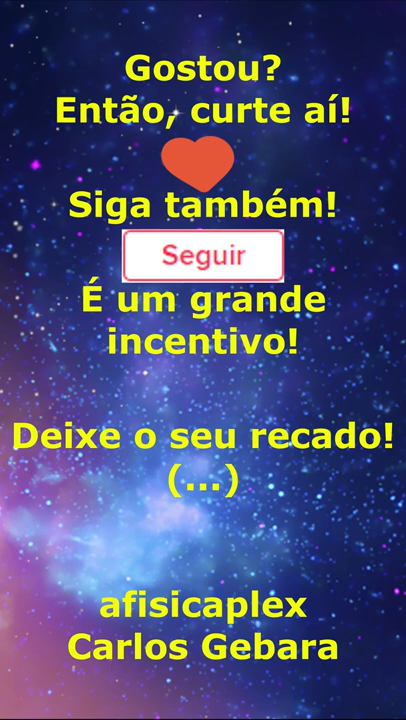 Gostou?
Então, curte aí!
Siga também!
Seguir
É um grande
incentivo!
Deixe o seu recado!
(...)
afisicaplex
Carlos Gebara